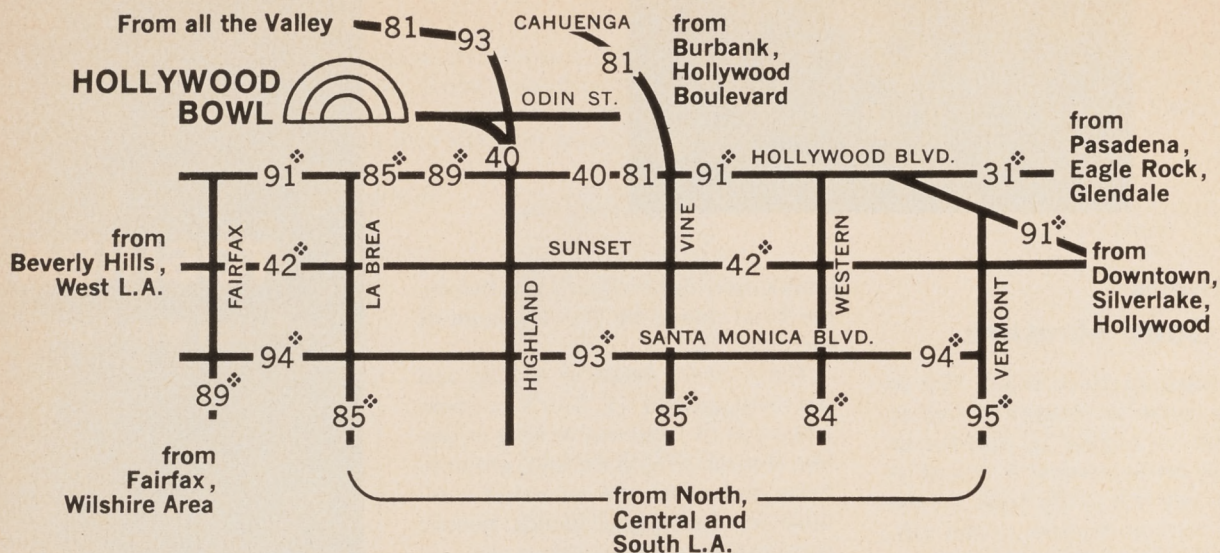 From all the Valley
81
93
CAHUENGA
81
from
Burbank,
Hollywood
Boulevard
HOLLYWOOD
BOWL
ODIN ST.
from
Pasadena,
Eagle Rock,
Glendale
40
91
85
89
40
81
91
HOLLYWOOD BLVD.
31
from
Beverly Hills,
West L.A.
FAIRFAX
42
LA BREA
SUNSET
VINE
42
WESTERN
91
from
Downtown,
Silverlake,
Hollywood
94
HIGHLAND
93
SANTA MONICA BLVD.
94
VERMONT
89
85
85
84
95
from
Fairfax,
Wilshire Area
from North,
Central and
South L.A.